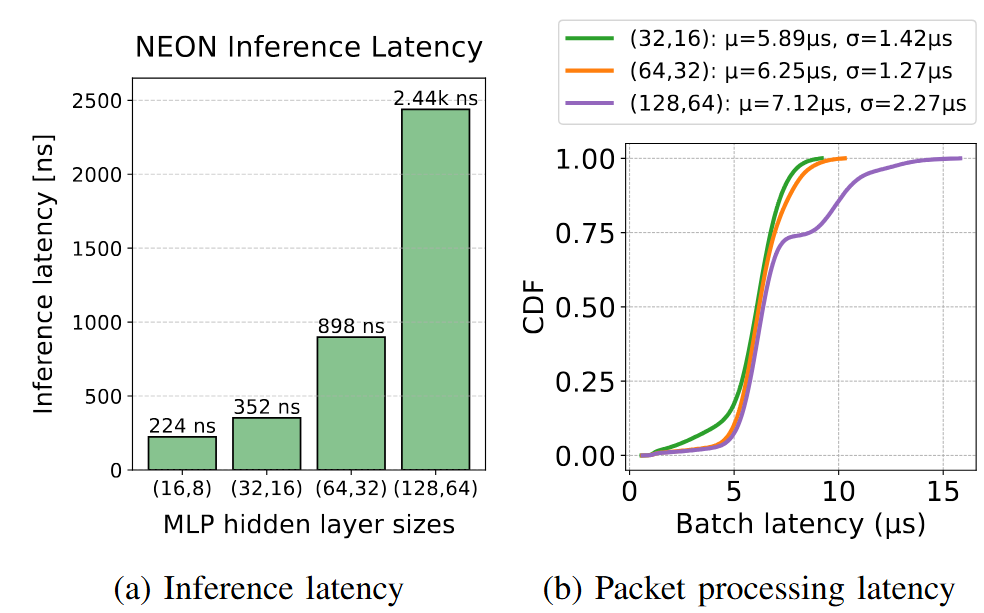 NEON Inference Latency
Inference latency [ns]
2500
2000
1500
1000
500
0
224 ns
352 ns
898 ns
2.44k ns
(16,8) (32,16) (64,32) (128,64)
MLP hidden layer sizes
(a) Inference latency
(32,16): μ=5.89μs, σ=1.42μs
(64,32): μ=6.25μs, σ=1.27μs
(128,64): μ=7.12μs, σ=2.27μs
CDF
1.00
0.75
0.50
0.25
0.00
0 5 10 15
Batch latency (μs)
(b) Packet processing latency